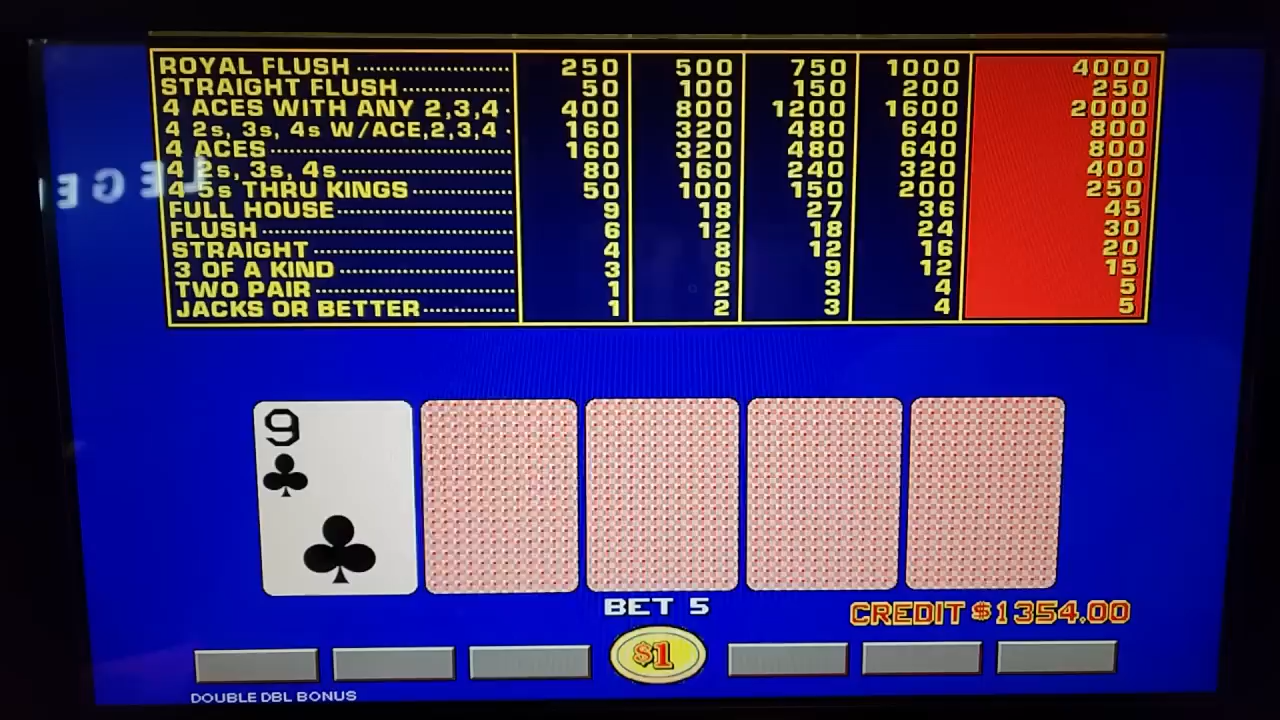 ROYAL FLUSH 250 500 750 1000 4000
STRAIGHT FLUSH 50 100 150 200 250
4 ACES WITH ANY 2,3,4 400 800 1200 1600 2000
4 2s, 3s, 4s W/ACE,2,3,4 160 320 480 640 800
4 ACES 160 320 480 640 800
4 2s, 3s, 4s 80 160 240 320 400
4 5s THRU KINGS 50 100 150 200 250
FULL HOUSE 9 18 27 36 45
FLUSH 6 12 18 24 30
STRAIGHT 4 8 12 16 20
3 OF A KIND 3 6 9 12 15
TWO PAIR 1 2 3 4 5
JACKS OR BETTER 1 2 3 4 5
9
BET 5
CREDIT $1354.00
$1
DOUBLE DBL BONUS